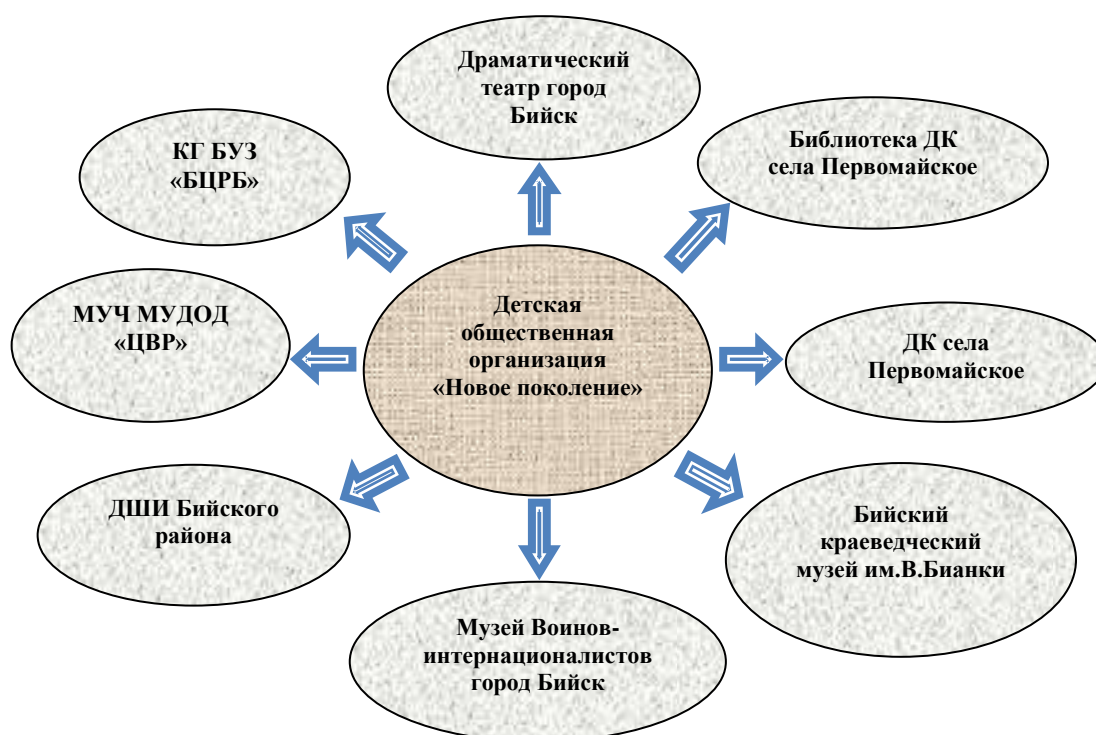 Драматический
театр город
Бийск
КГ БУЗ
«БЦРБ»
Библиотека ДК
села Первомайское
МУЧ МУДОД
«ЦВР»
Детская
общественная
организация
«Новое поколение»
ДК села
Первомайское
ДШИ Бийского
района
Бийский
краеведческий
музей им.В.Бианки
Музей Воинов-
интернационалистов
город Бийск